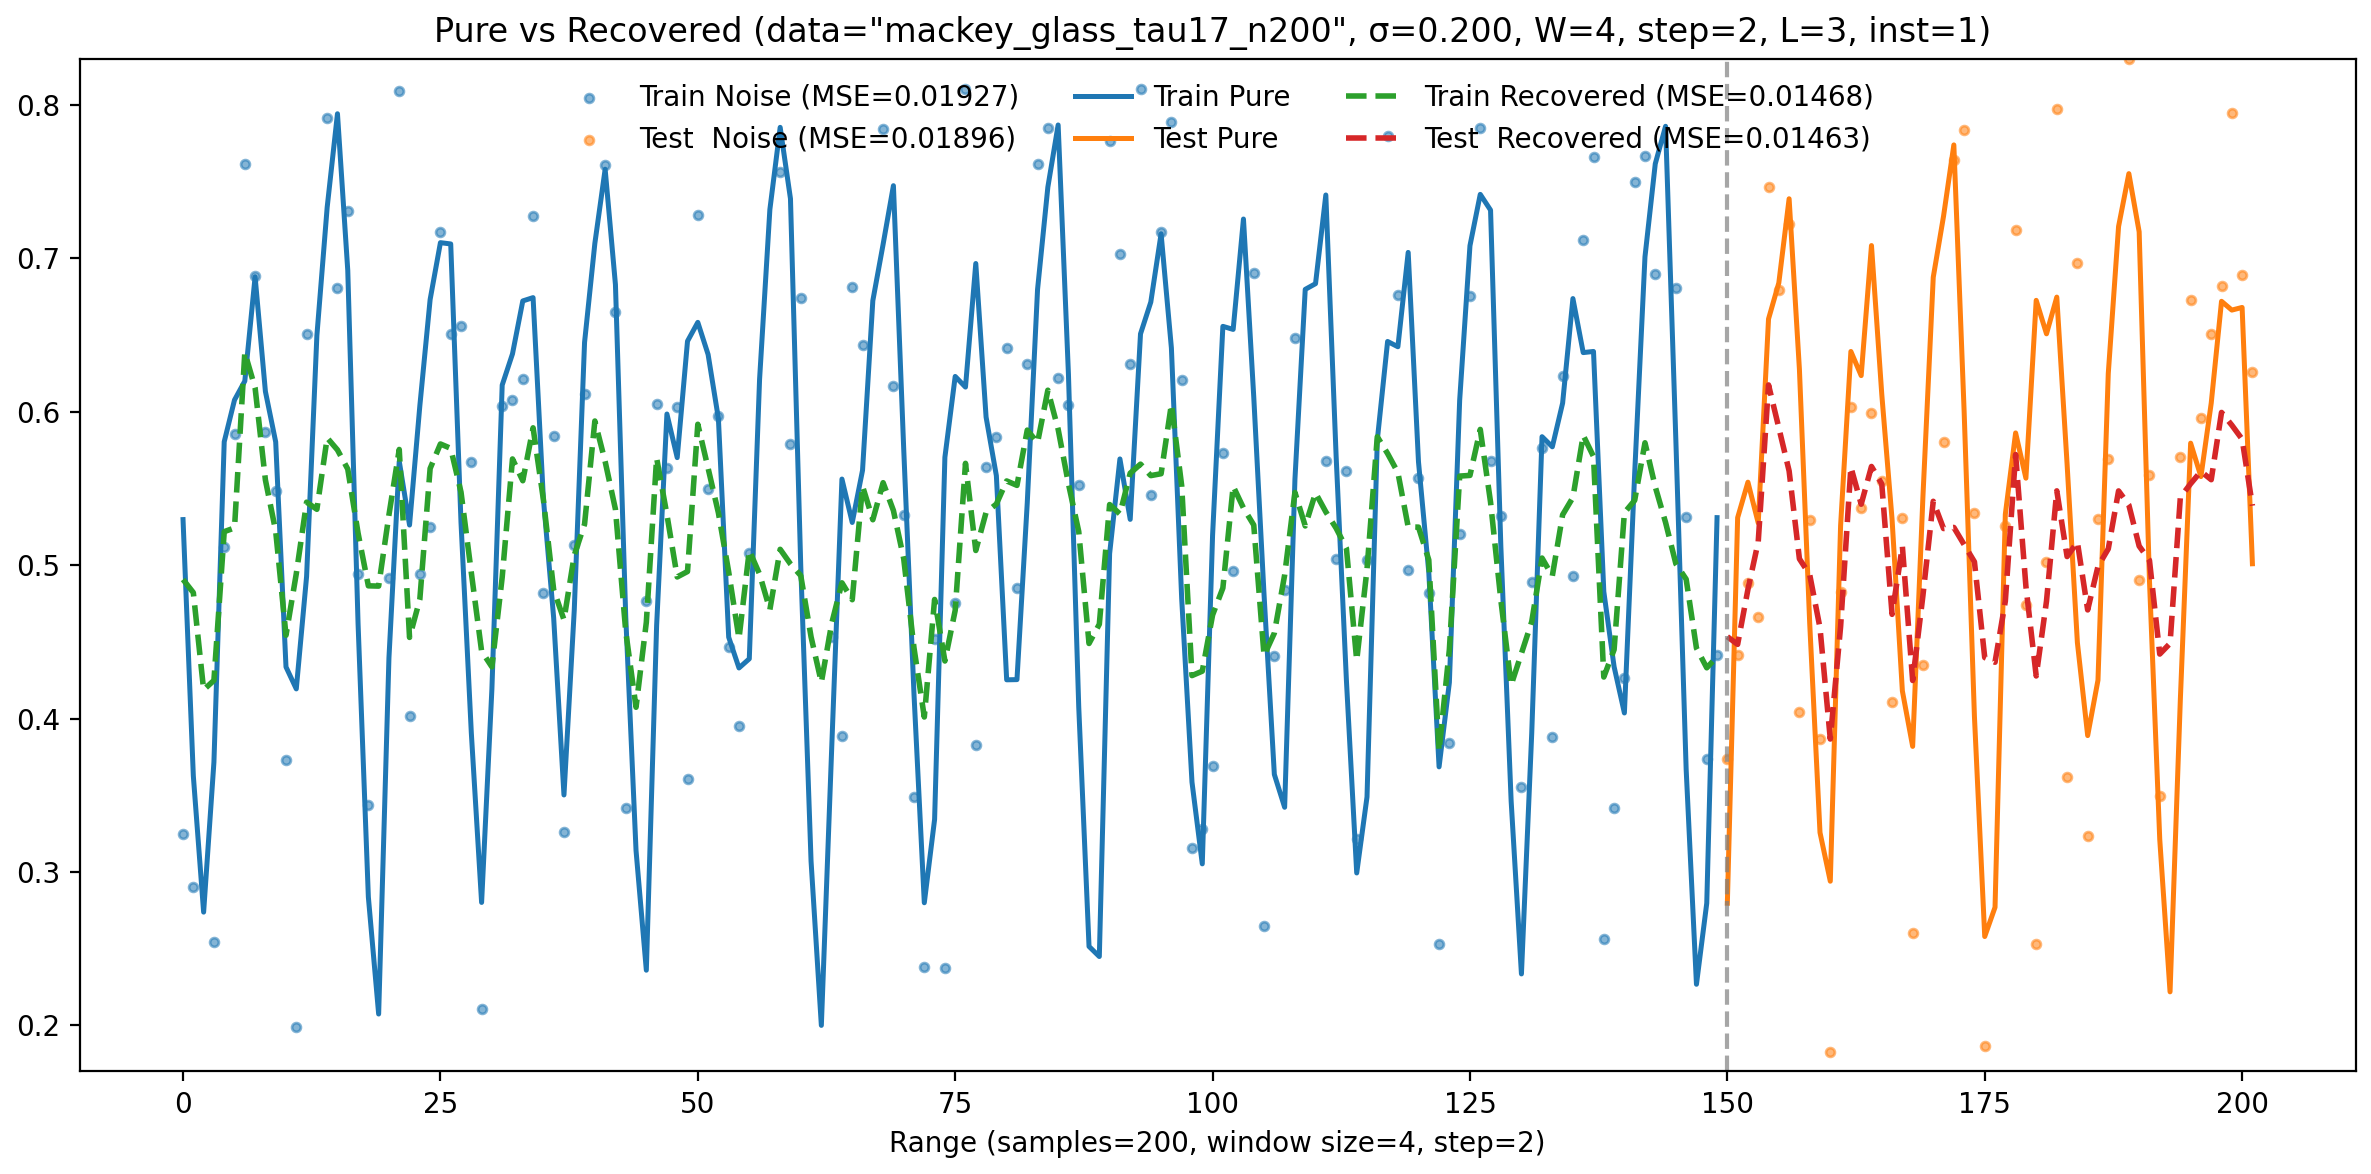 Pure vs Recovered (data="mackey_glass_tau17_n200", σ=0.200, W=4, step=2, L=3, inst=1)
Train Noise (MSE=0.01927)
Test  Noise (MSE=0.01896)
Train Pure
Test Pure
Train Recovered (MSE=0.01468)
Test  Recovered (MSE=0.01463)
0.8
0.7
0.6
0.5
0.4
0.3
0.2
0 25 50 75 100 125 150 175 200
Range (samples=200, window size=4, step=2)